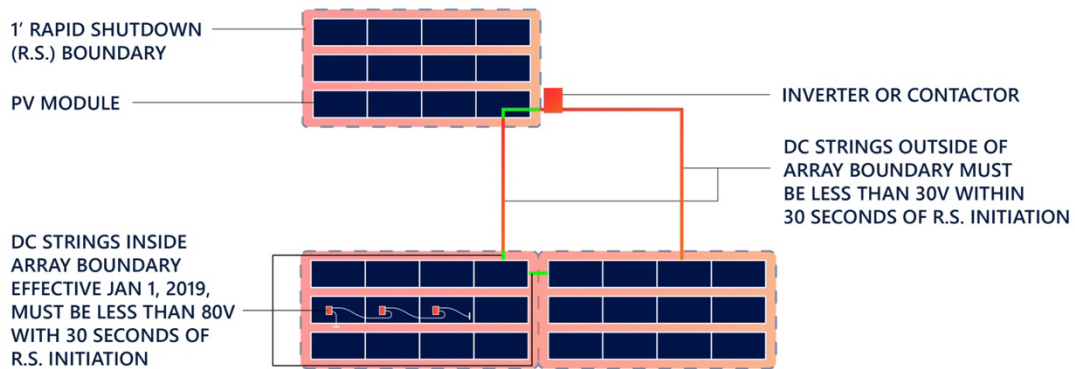 1' RAPID SHUTDOWN
(R.S.) BOUNDARY
PV MODULE
INVERTER OR CONTACTOR
DC STRINGS OUTSIDE OF
ARRAY BOUNDARY MUST
BE LESS THAN 30V WITHIN
30 SECONDS OF R.S. INITIATION
DC STRINGS INSIDE
ARRAY BOUNDARY
EFFECTIVE JAN 1, 2019,
MUST BE LESS THAN 80V
WITH 30 SECONDS OF
R.S. INITIATION